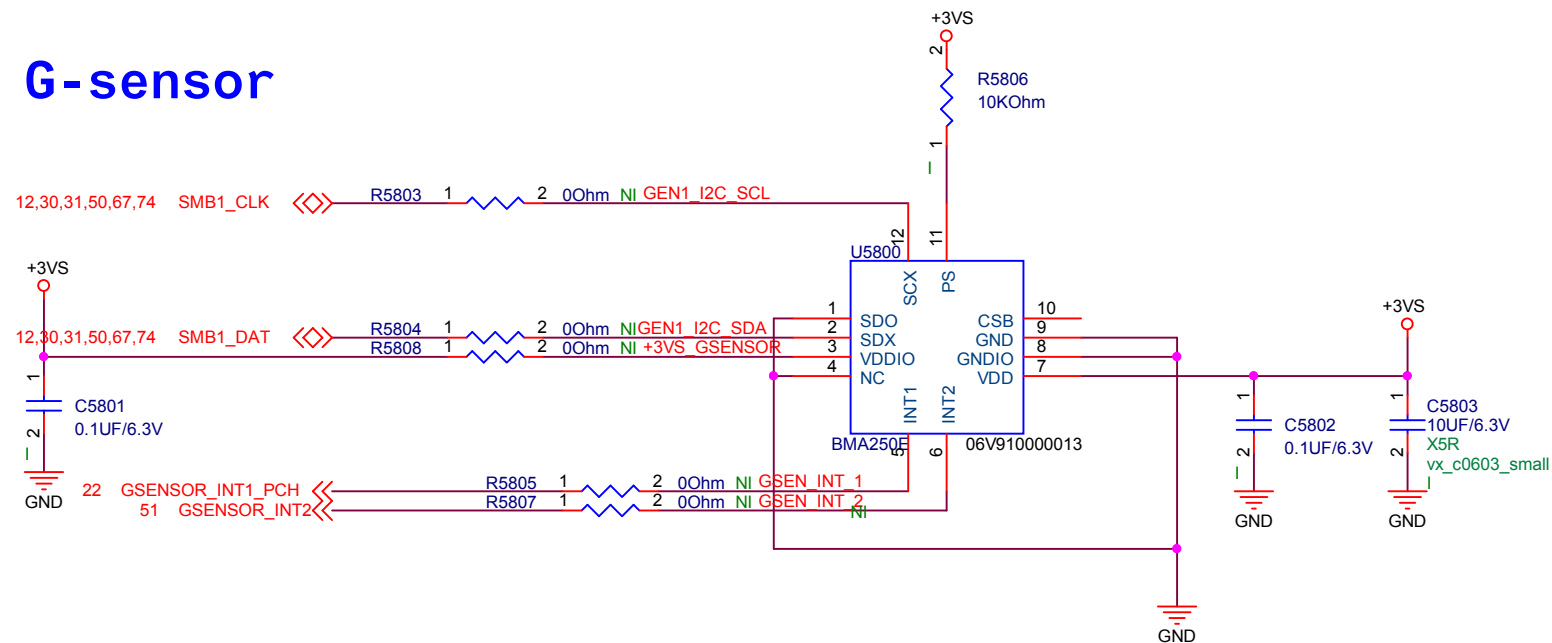 +3VS
G-sensor
2
R5806
10KOhm
1
I
12,30,31,50,67,74 SMB1_CLK R5803 1 2 0Ohm NI GEN1_I2C_SCL
12 11
U5800
SCX PS
+3VS
1 SDO CSB 10
12,30,31,50,67,74 SMB1_DAT R5804 1 2 0Ohm NI GEN1_I2C_SDA 2 SDX GND 9
R5808 1 2 0Ohm NI +3VS_GSENSOR 3 VDDIO GNDIO 8
4 NC VDD 7
+3VS
INT1 INT2
1
C5801
0.1UF/6.3V
2
I
GND
1
C5802
0.1UF/6.3V
2
I
GND
1
C5803
10UF/6.3V
X5R
vx_c0603_small
2
I
GND
BMA250E 06V910000013
5 6
22 GSENSOR_INT1_PCH R5805 1 2 0Ohm NI GSEN_INT_1
51 GSENSOR_INT2 R5807 1 2 0Ohm NI GSEN_INT_2
NI
GND